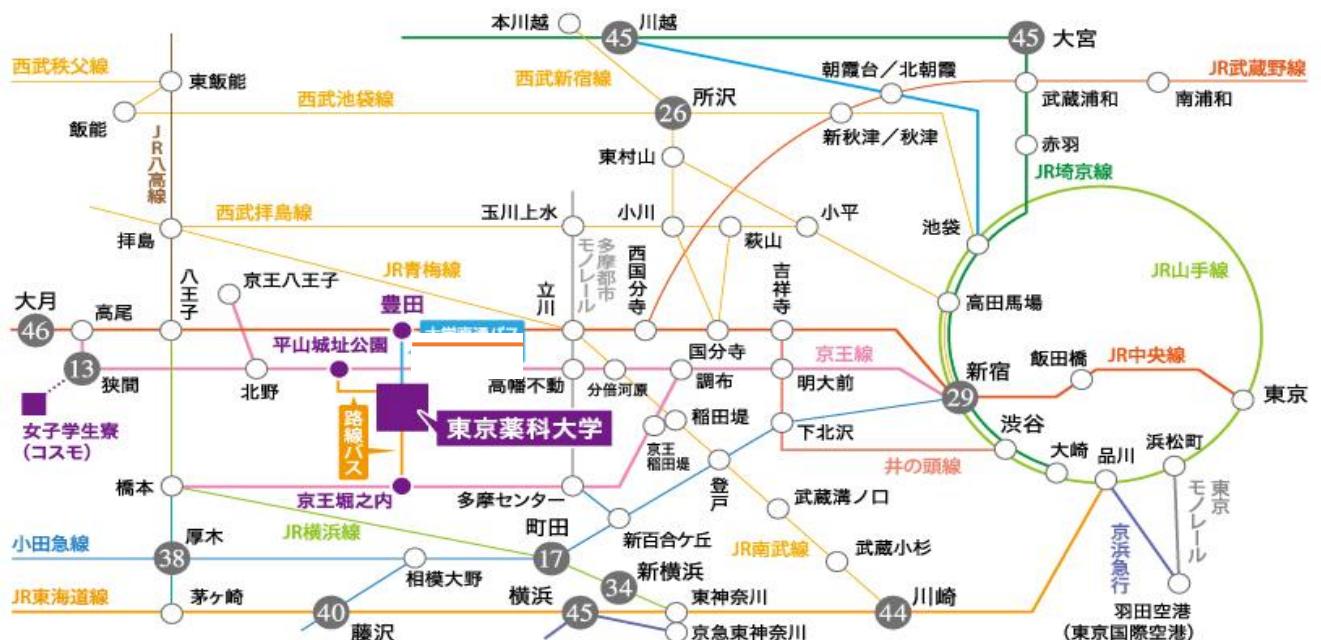 本川越
川越
45
45
大宮
西武秩父線
東飯能
西武新宿線
朝霞台／北朝霞
JR武蔵野線
飯能
西武池袋線
所沢
26
武蔵浦和
南浦和
新秋津／秋津
JR八高線
東村山
赤羽
JR埼京線
西武拝島線
玉川上水
小川
小平
拝島
多摩都市
モノレール
萩山
池袋
JR青梅線
西国分寺
吉祥寺
JR山手線
八王子
京王八王子
立川
高田馬場
大月
46
高尾
豊田
平山城址公園
国分寺
京王線
飯田橋
JR中央線
13
狭間
北野
高幡不動
分倍河原
調布
明大前
新宿
29
東京
女子学生寮
（コスモ）
路線バス
東京薬科大学
稲田堤
京王
稲田堤
下北沢
渋谷
大崎
品川
浜松町
井の頭線
橋本
京王堀之内
多摩センター
登戸
武蔵溝ノ口
東京
モノレール
JR横浜線
町田
新百合ケ丘
JR南武線
武蔵小杉
京浜急行
小田急線
厚木
38
相模大野
17
新横浜
34
羽田空港
（東京国際空港）
JR東海道線
茅ヶ崎
40
藤沢
横浜
45
東神奈川
京急東神奈川
44
川崎